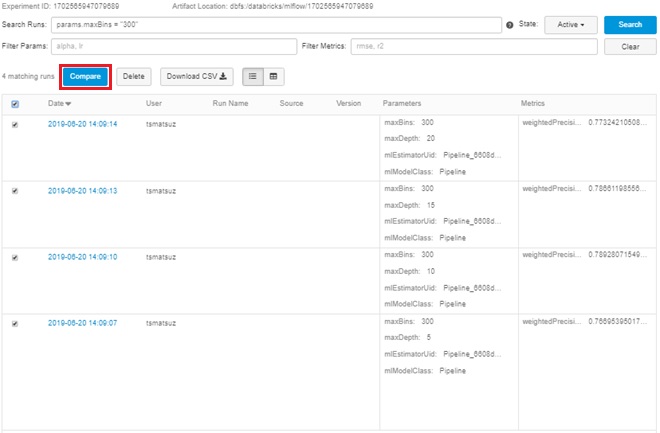 Experiment ID: 1702565947079689 Artifact Location: dbfs:/databricks/mlflow/1702565947079689
Search Runs: params.maxBins = "300" ? State: Active Search
Filter Params: alpha, lr Filter Metrics: rmse, r2 Clear
4 matching runs Compare Delete Download CSV
Date User Run Name Source Version Parameters Metrics
2019-06-20 14:09:14 tsmatsuz maxBins: 300 weightedPrecisi... 0.77324210508...
maxDepth: 20
mlEstimatorUid: Pipeline_6608d...
mlModelClass: Pipeline
2019-06-20 14:09:13 tsmatsuz maxBins: 300 weightedPrecisi... 0.78661198556...
maxDepth: 15
mlEstimatorUid: Pipeline_6608d...
mlModelClass: Pipeline
2019-06-20 14:09:10 tsmatsuz maxBins: 300 weightedPrecisi... 0.78928071549...
maxDepth: 10
mlEstimatorUid: Pipeline_6608d...
mlModelClass: Pipeline
2019-06-20 14:09:07 tsmatsuz maxBins: 300 weightedPrecisi... 0.76695395017...
maxDepth: 5
mlEstimatorUid: Pipeline_6608d...
mlModelClass: Pipeline